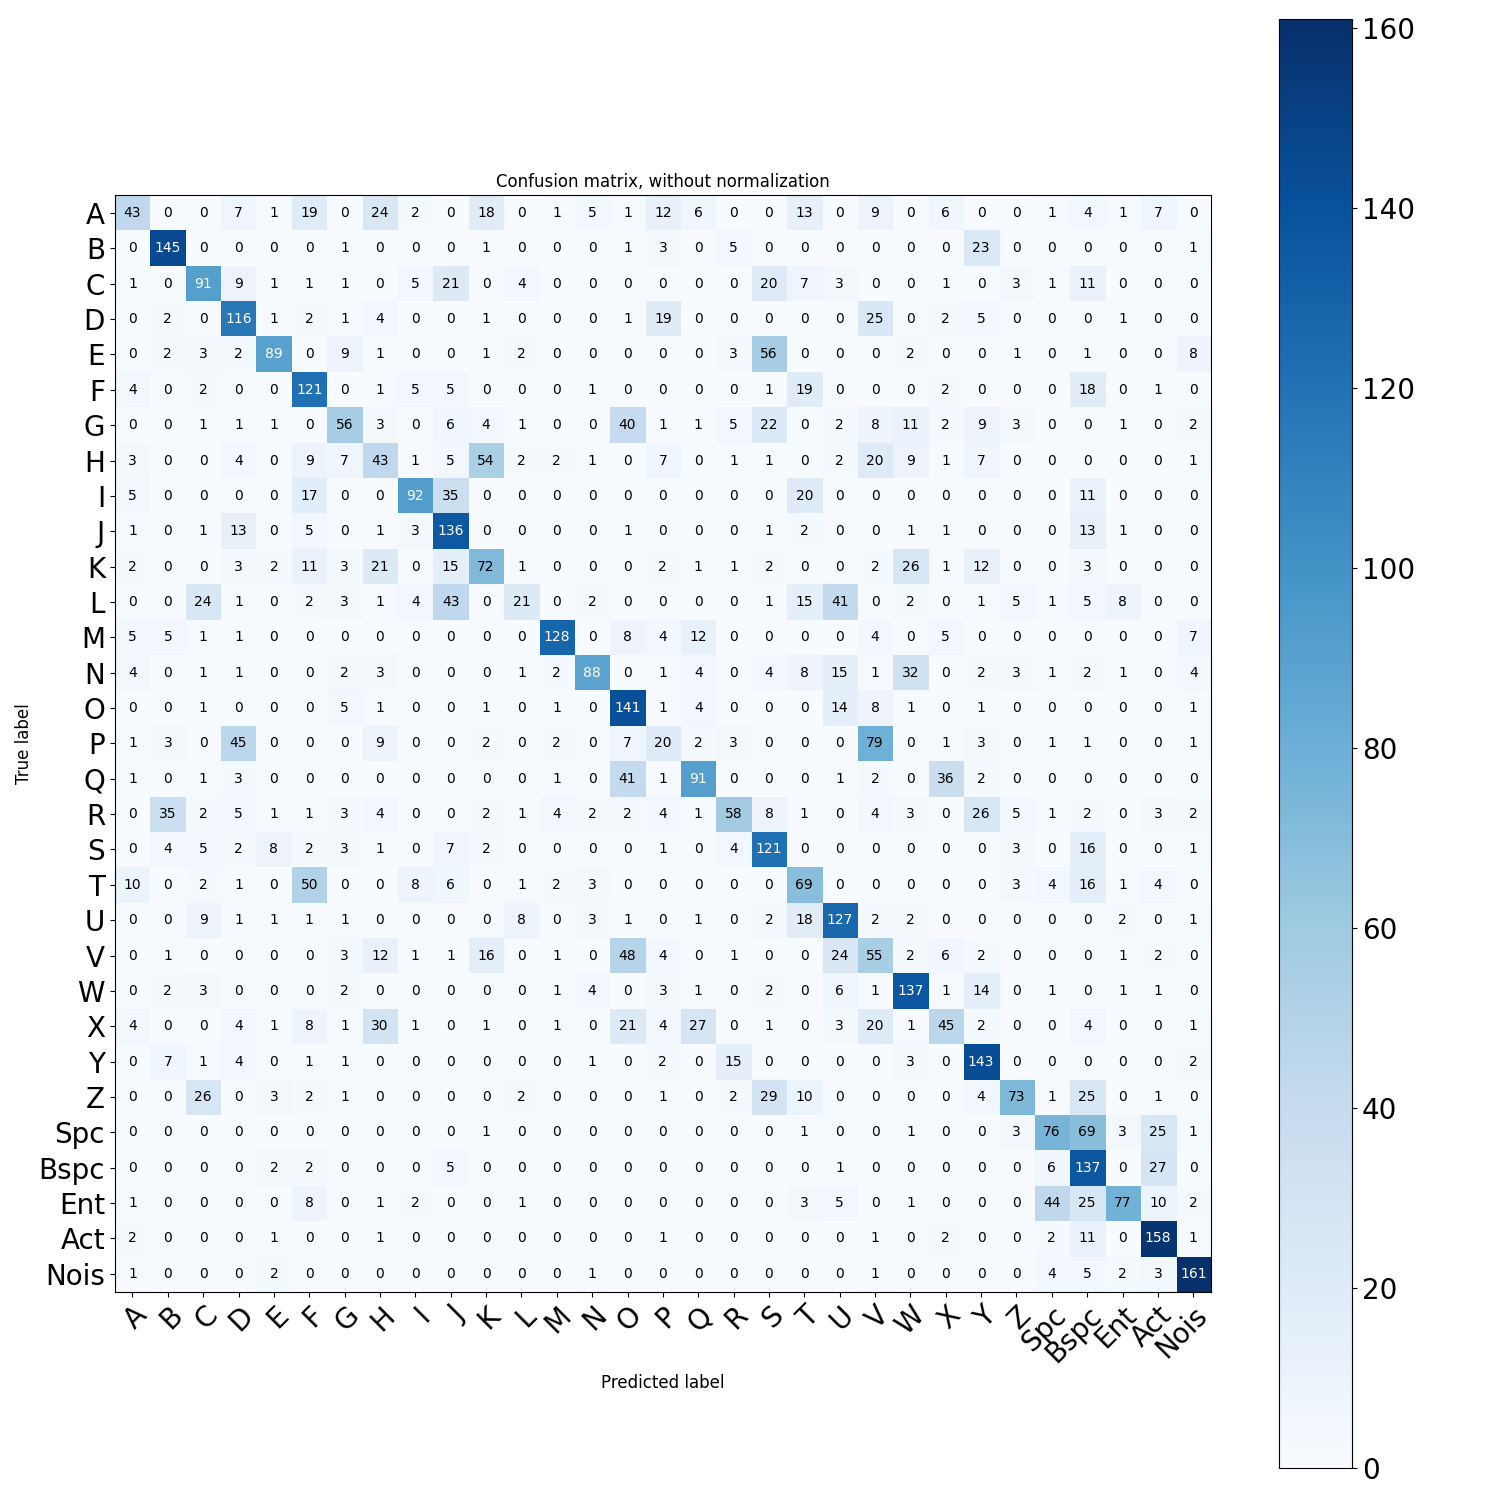 Confusion matrix, without normalization
A 43 0 0 7 1 19 0 24 2 0 18 0 1 5 1 12 6 0 0 13 0 9 0 6 0 0 1 4 1 7 0
B 0 145 0 0 0 0 1 0 0 0 1 0 0 0 1 3 0 5 0 0 0 0 0 0 23 0 0 0 0 0 1
C 1 0 91 9 1 1 1 0 5 21 0 4 0 0 0 0 0 0 20 7 3 0 0 1 0 3 1 11 0 0 0
D 0 2 0 116 1 2 1 4 0 0 1 0 0 0 1 19 0 0 0 0 0 25 0 2 5 0 0 0 1 0 0
E 0 2 3 2 89 0 9 1 0 0 1 2 0 0 0 0 0 3 56 0 0 0 2 0 0 1 0 1 0 0 8
F 4 0 2 0 0 121 0 1 5 5 0 0 0 1 0 0 0 0 1 19 0 0 0 2 0 0 0 18 0 1 0
G 0 0 1 1 1 0 56 3 0 6 4 1 0 0 40 1 1 5 22 0 2 8 11 2 9 3 0 0 1 0 2
H 3 0 0 4 0 9 7 43 1 5 54 2 2 1 0 7 0 1 1 0 2 20 9 1 7 0 0 0 0 0 1
I 5 0 0 0 0 17 0 0 92 35 0 0 0 0 0 0 0 0 0 20 0 0 0 0 0 0 0 11 0 0 0
J 1 0 1 13 0 5 0 1 3 136 0 0 0 0 1 0 0 0 1 2 0 0 1 1 0 0 0 13 1 0 0
K 2 0 0 3 2 11 3 21 0 15 72 1 0 0 0 2 1 1 2 0 0 2 26 1 12 0 0 3 0 0 0
L 0 0 24 1 0 2 3 1 4 43 0 21 0 2 0 0 0 0 1 15 41 0 2 0 1 5 1 5 8 0 0
M 5 5 1 1 0 0 0 0 0 0 0 0 128 0 8 4 12 0 0 0 0 4 0 5 0 0 0 0 0 0 7
N 4 0 1 1 0 0 2 3 0 0 0 1 2 88 0 1 4 0 4 8 15 1 32 0 2 3 1 2 1 0 4
O 0 0 1 0 0 0 5 1 0 0 1 0 1 0 141 1 4 0 0 0 14 8 1 0 1 0 0 0 0 0 1
P 1 3 0 45 0 0 0 9 0 0 2 0 2 0 7 20 2 3 0 0 0 79 0 1 3 0 1 1 0 0 1
Q 1 0 1 3 0 0 0 0 0 0 0 0 1 0 41 1 91 0 0 0 1 2 0 36 2 0 0 0 0 0 0
R 0 35 2 5 1 1 3 4 0 0 2 1 4 2 2 4 1 58 8 1 0 4 3 0 26 5 1 2 0 3 2
S 0 4 5 2 8 2 3 1 0 7 2 0 0 0 0 1 0 4 121 0 0 0 0 0 0 3 0 16 0 0 1
T 10 0 2 1 0 50 0 0 8 6 0 1 2 3 0 0 0 0 0 69 0 0 0 0 0 3 4 16 1 4 0
U 0 0 9 1 1 1 1 0 0 0 0 8 0 3 1 0 1 0 2 18 127 2 2 0 0 0 0 0 2 0 1
V 0 1 0 0 0 0 3 12 1 1 16 0 1 0 48 4 0 1 0 0 24 55 2 6 2 0 0 0 1 2 0
W 0 2 3 0 0 0 2 0 0 0 0 0 1 4 0 3 1 0 2 0 6 1 137 1 14 0 1 0 1 1 0
X 4 0 0 4 1 8 1 30 1 0 1 0 1 0 21 4 27 0 1 0 3 20 1 45 2 0 0 4 0 0 1
Y 0 7 1 4 0 1 1 0 0 0 0 0 0 1 0 2 0 15 0 0 0 0 3 0 143 0 0 0 0 0 2
Z 0 0 26 0 3 2 1 0 0 0 0 2 0 0 0 1 0 2 29 10 0 0 0 0 4 73 1 25 0 1 0
Spc 0 0 0 0 0 0 0 0 0 0 1 0 0 0 0 0 0 0 0 1 0 0 1 0 0 3 76 69 3 25 1
Bspc 0 0 0 0 2 2 0 0 0 5 0 0 0 0 0 0 0 0 0 0 1 0 0 0 0 0 6 137 0 27 0
Ent 1 0 0 0 0 8 0 1 2 0 0 1 0 0 0 0 0 0 0 3 5 0 1 0 0 0 44 25 77 10 2
Act 2 0 0 0 1 0 0 1 0 0 0 0 0 0 0 1 0 0 0 0 0 1 0 2 0 0 2 11 0 158 1
Nois 1 0 0 0 2 0 0 0 0 0 0 0 0 1 0 0 0 0 0 0 0 1 0 0 0 0 4 5 2 3 161
A B C D E F G H I J K L M N O P Q R S T U V W X Y Z Spc Bspc Ent Act Nois
Predicted label
True label
160
140
120
100
80
60
40
20
0